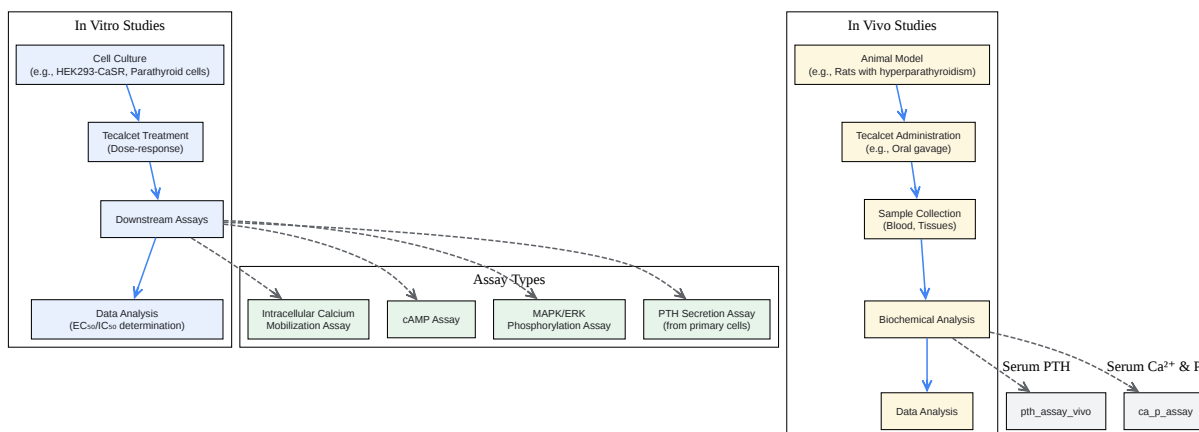 In Vitro Studies
Cell Culture
(e.g., HEK293-CaSR, Parathyroid cells)
Tecalcet Treatment
(Dose-response)
Downstream Assays
Data Analysis
(EC₅₀/IC₅₀ determination)
Assay Types
Intracellular Calcium
Mobilization Assay
cAMP Assay
MAPK/ERK
Phosphorylation Assay
PTH Secretion Assay
(from primary cells)
In Vivo Studies
Animal Model
(e.g., Rats with hyperparathyroidism)
Tecalcet Administration
(e.g., Oral gavage)
Sample Collection
(Blood, Tissues)
Biochemical Analysis
Serum PTH
Serum Ca²⁺ & P
Data Analysis
pth_assay_vivo
ca_p_assay